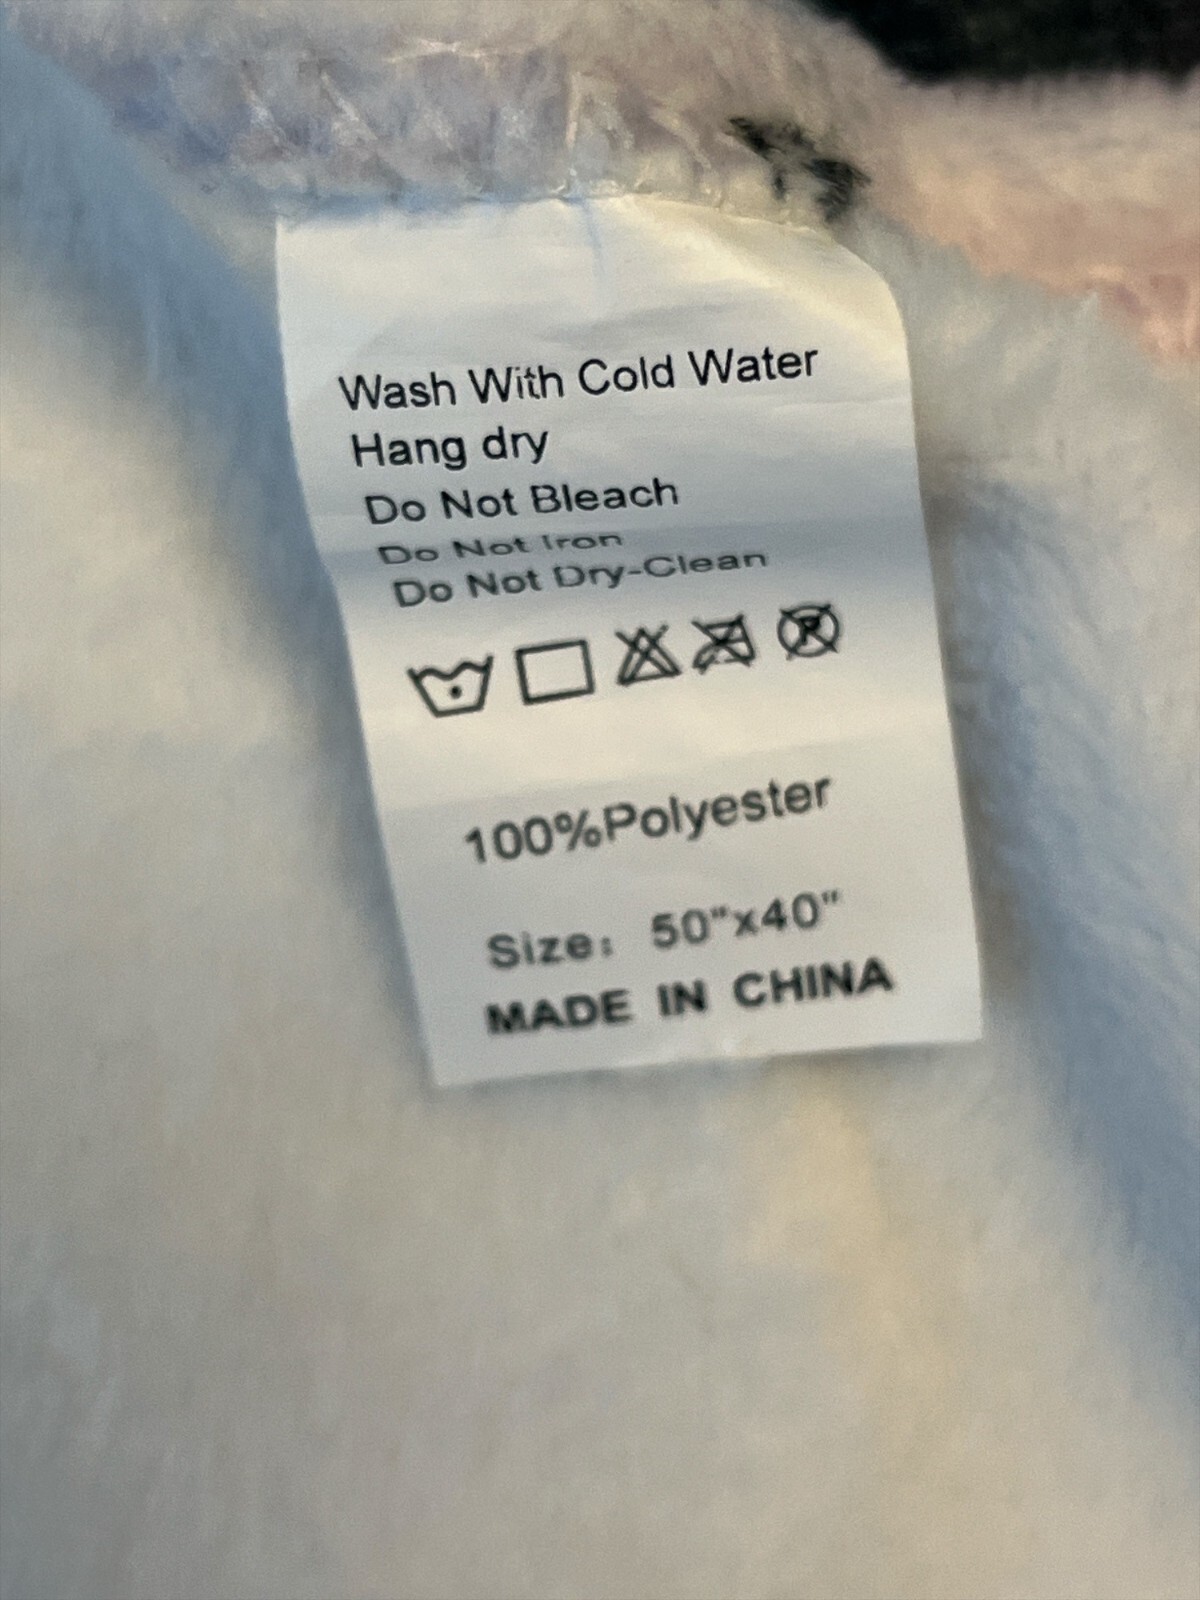 Wash With Cold Water
Hang dry
Do Not Bleach
Do Not Iron
Do Not Dry-Clean
100%Polyester
Size: 50"x40"
MADE IN CHINA